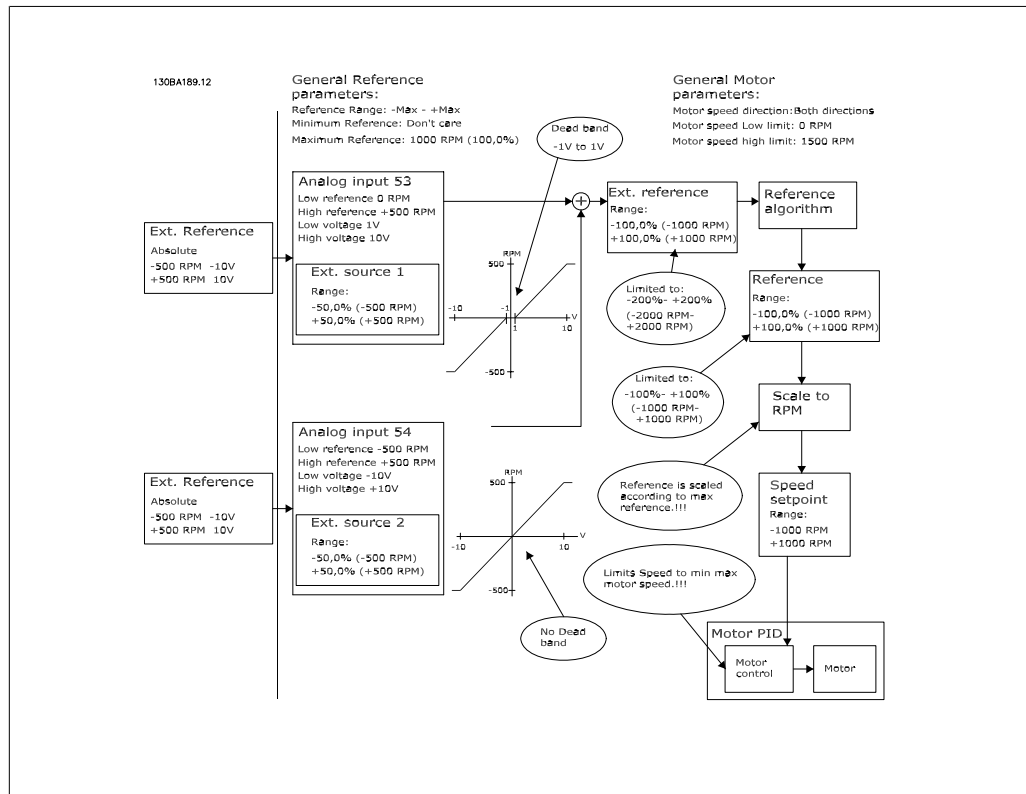 130BA189.12
General Reference
parameters:
Reference Range: -Max - +Max
Minimum Reference: Don't care
Maximum Reference: 1000 RPM (100,0%)
General Motor
parameters:
Motor speed direction:Both directions
Motor speed Low limit: 0 RPM
Motor speed high limit: 1500 RPM
Dead band
-1V to 1V
Ext. Reference
Absolute
-500 RPM -10V
+500 RPM 10V
Analog input 53
Low reference 0 RPM
High reference +500 RPM
Low voltage 1V
High voltage 10V
Ext. source 1
Range:
-50,0% (-500 RPM)
+50,0% (+500 RPM)
RPM
500
-10
-1
1
10
V
-500
Ext. reference
Range:
-100,0% (-1000 RPM)
+100,0% (+1000 RPM)
Reference
algorithm
Limited to:
-200%- +200%
(-2000 RPM-
+2000 RPM)
Reference
Range:
-100,0% (-1000 RPM)
+100,0% (+1000 RPM)
Limited to:
-100%- +100%
(-1000 RPM-
+1000 RPM)
Scale to
RPM
Ext. Reference
Absolute
-500 RPM -10V
+500 RPM 10V
Analog input 54
Low reference -500 RPM
High reference +500 RPM
Low voltage -10V
High voltage +10V
Ext. source 2
Range:
-50,0% (-500 RPM)
+50,0% (+500 RPM)
RPM
500
-10
10
V
-500
No Dead
band
Reference is scaled
according to max
reference.!!!
Speed
setpoint
Range:
-1000 RPM
+1000 RPM
Limits Speed to min max
motor speed.!!!
Motor PID
Motor
control
Motor